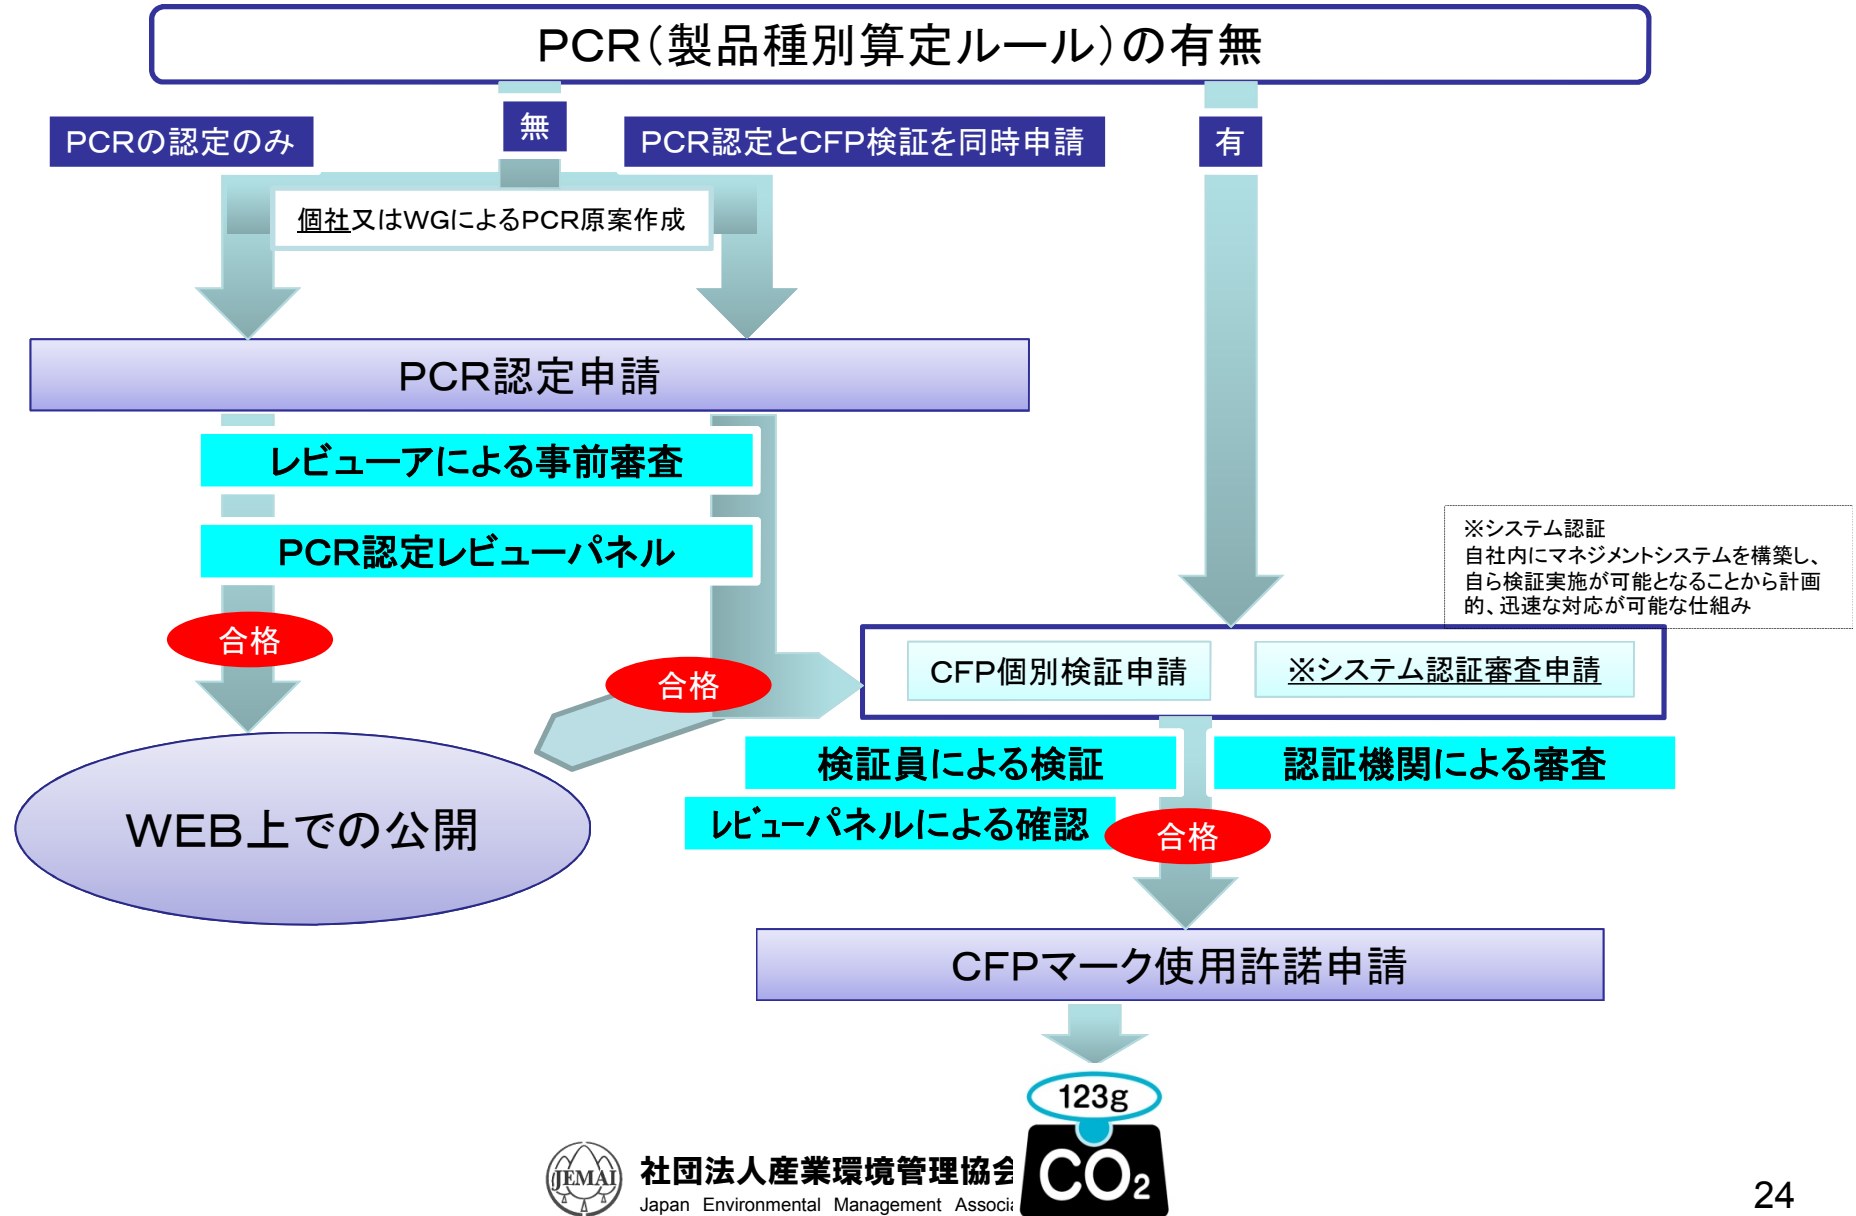 PCR(製品種別算定ルール)の有無
無
有
PCRの認定のみ
PCR認定とCFP検証を同時申請
個社又はWGによるPCR原案作成
PCR認定申請
レビューアによる事前審査
PCR認定レビューパネル
※システム認証
自社内にマネジメントシステムを構築し、
自ら検証実施が可能となることから計画
的、迅速な対応が可能な仕組み
合格
合格
CFP個別検証申請
※システム認証審査申請
WEB上での公開
検証員による検証
認証機関による審査
レビューパネルによる確認
合格
CFPマーク使用許諾申請
123g
CO2
JEMAI
社団法人産業環境管理協会
Japan Environmental Management Associa
24